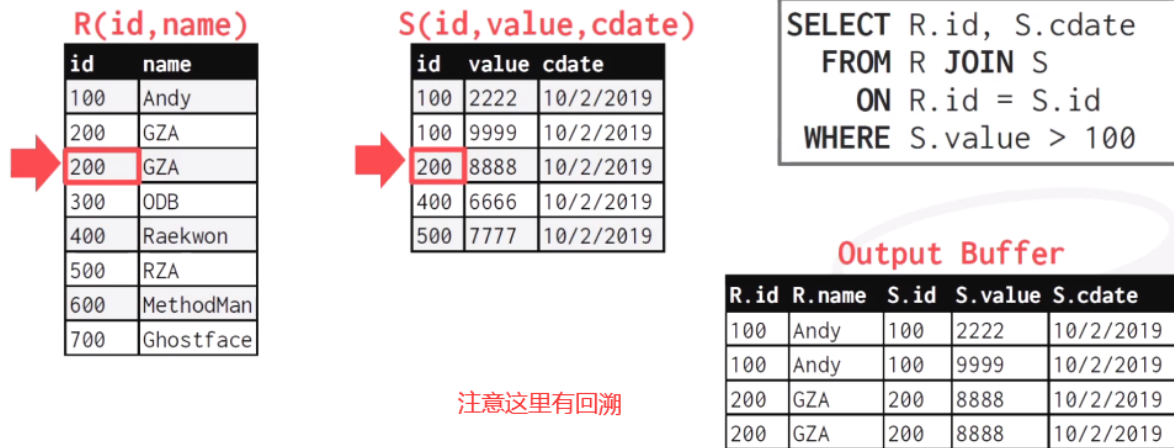 R(id,name)
id name
100 Andy
200 GZA
200 GZA
300 ODB
400 Raekwon
500 RZA
600 MethodMan
700 Ghostface
S(id,value,cdate)
id value cdate
100 2222 10/2/2019
100 9999 10/2/2019
200 8888 10/2/2019
400 6666 10/2/2019
500 7777 10/2/2019
SELECT R.id, S.cdate
FROM R JOIN S
ON R.id = S.id
WHERE S.value > 100
Output Buffer
R.id R.name S.id S.value S.cdate
100 Andy 100 2222 10/2/2019
100 Andy 100 9999 10/2/2019
200 GZA 200 8888 10/2/2019
200 GZA 200 8888 10/2/2019
注意这里有回溯